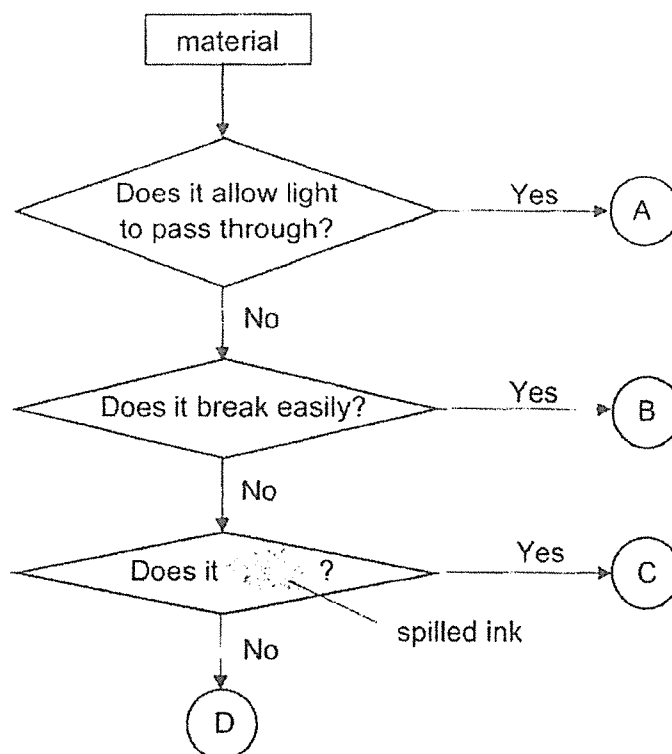 material
Does it allow light
to pass through?
Yes
A
No
Does it break easily?
Yes
B
No
Does it ?
Yes
C
spilled ink
No
D